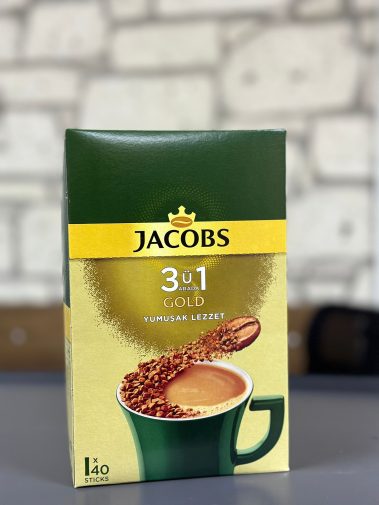 JACOBS
3ü1 ARADA
GOLD
YUMUŞAK LEZZET
1 X 40
STICKS